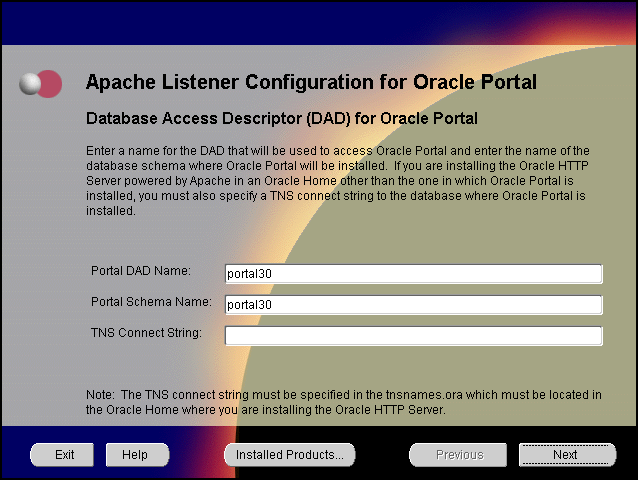 Apache Listener Configuration for Oracle Portal
Database Access Descriptor (DAD) for Oracle Portal
Enter a name for the DAD that will be used to access Oracle Portal and enter the name of the
database schema where Oracle Portal will be installed.  If you are installing the Oracle HTTP
Server powered by Apache in an Oracle Home other than the one in which Oracle Portal is
installed, you must also specify a TNS connect string to the database where Oracle Portal is
installed.
Portal DAD Name: portal30
Portal Schema Name: portal30
TNS Connect String:
Note:  The TNS connect string must be specified in the tnsnames.ora which must be located in
the Oracle Home where you are installing the Oracle HTTP Server.
Exit Help Installed Products... Previous Next